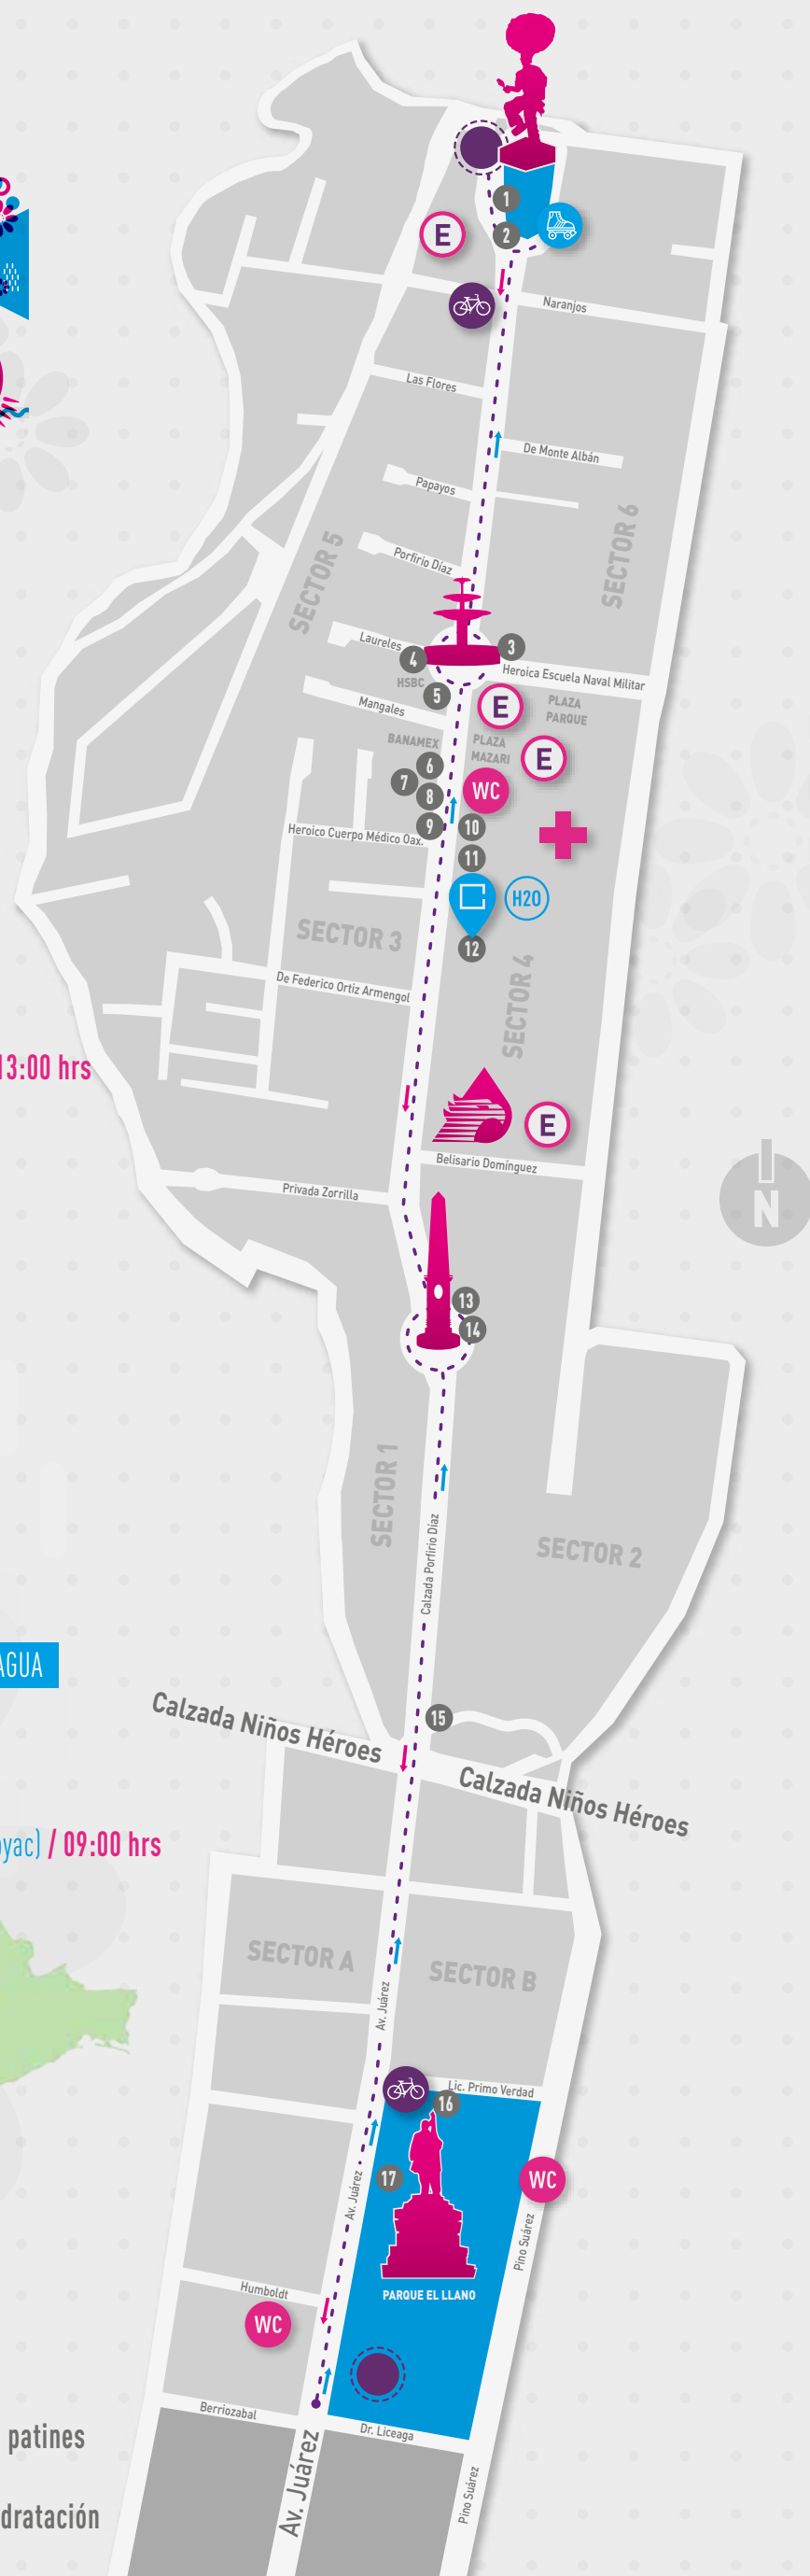 1
2
E
Naranjos
Las Flores
De Monte Albán
Papayos
SECTOR 6
SECTOR 5
Porfirio Díaz
Laureles
3
4
HSBC
Heroica Escuela Naval Militar
5
E
PLAZA
PARQUE
Mangales
BANAMEX
PLAZA
MAZARI
E
6
7
8
WC
9
10
Heroico Cuerpo Médico Oax.
11
H2O
SECTOR 3
12
De Federico Ortiz Armengol
SECTOR 4
13:00 hrs
E
Belisario Domínguez
Privada Zorrilla
N
13
14
SECTOR 1
SECTOR 2
Calzada Porfirio Díaz
AGUA
15
Calzada Niños Héroes
Calzada Niños Héroes
oyac) / 09:00 hrs
SECTOR A
SECTOR B
Av. Juárez
Lic. Primo Verdad
16
17
WC
Av. Juárez
Pino Suárez
Humboldt
PARQUE EL LLANO
WC
Berriozabal
Dr. Liceaga
patines
Av. Juárez
Pino Suárez
dratación